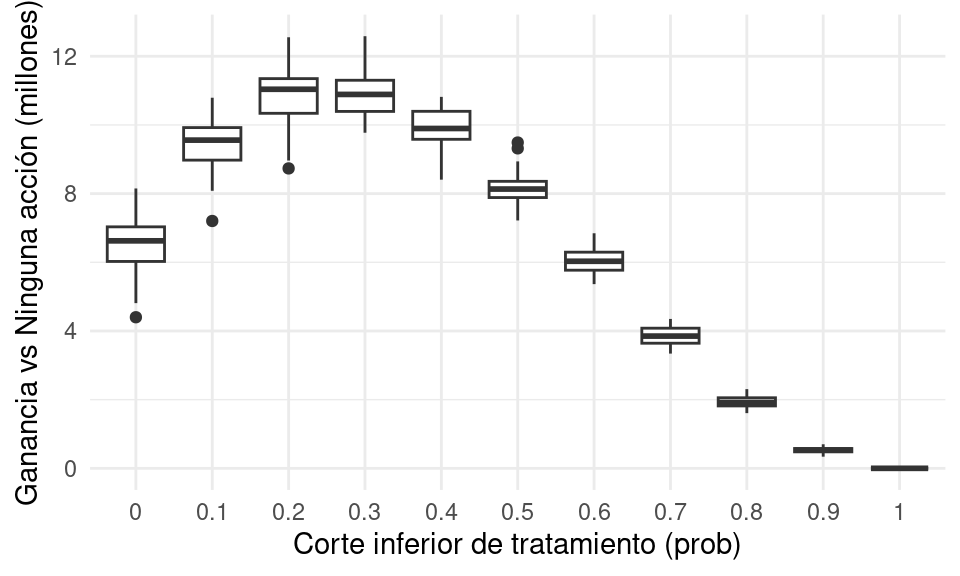 Ganancia vs Ninguna acción (millones)
12
8
4
0
0 0.1 0.2 0.3 0.4 0.5 0.6 0.7 0.8 0.9 1
Corte inferior de tratamiento (prob)